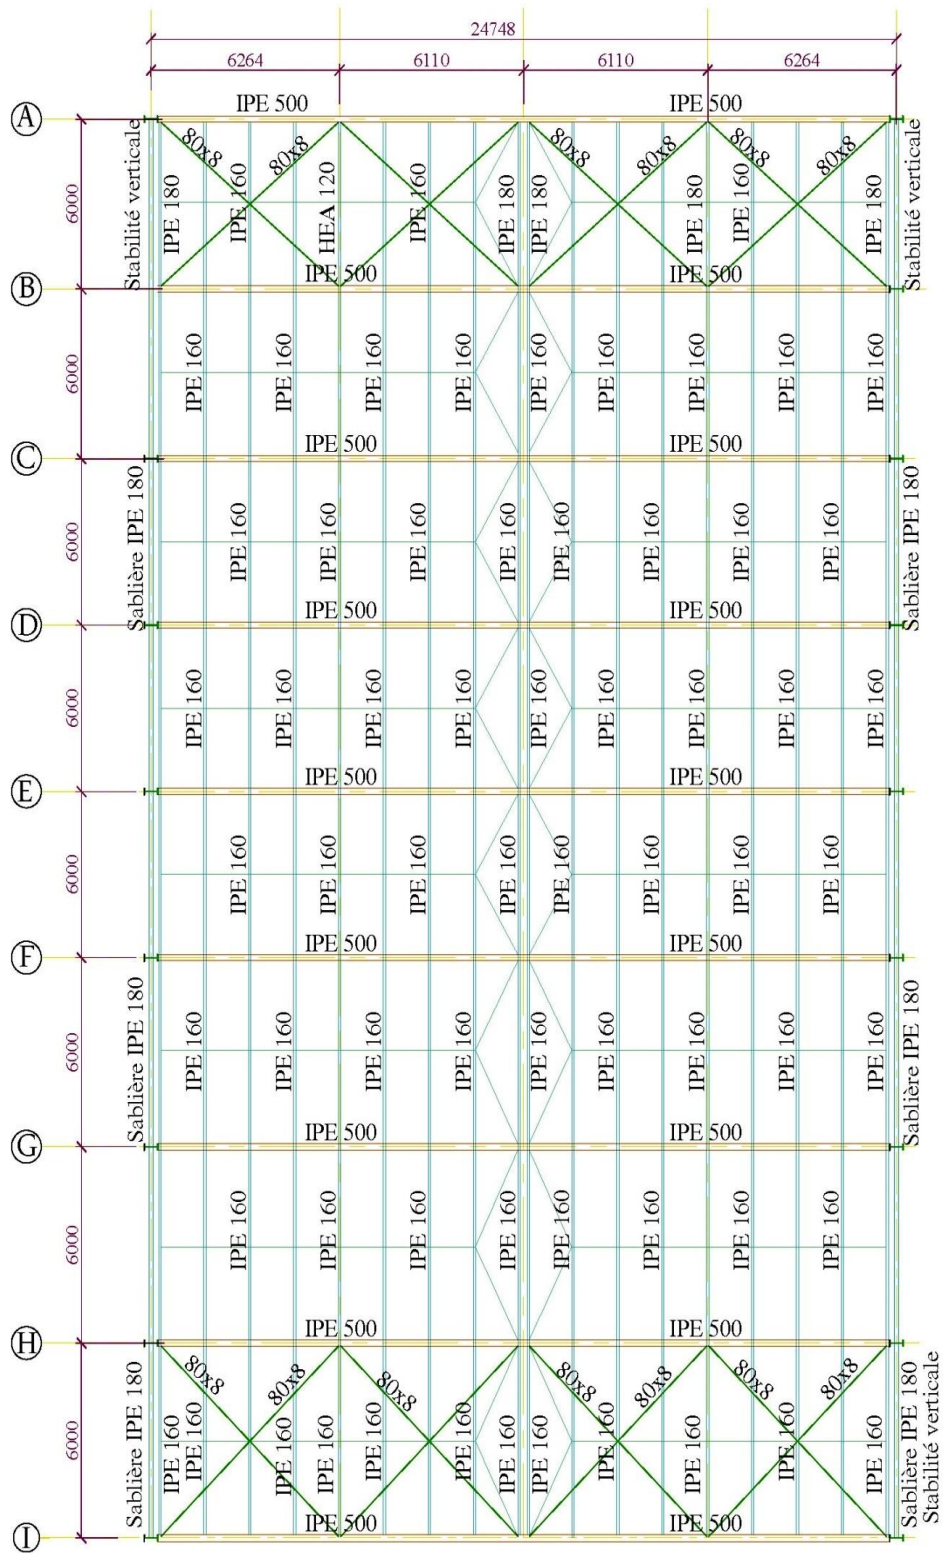 24748
6264 6110 6110 6264
IPE 500 IPE 500
A
80x8 80x8 80x8 80x8 80x8 80x8
Stabilité verticale IPE 180 IPE 160 HEA 120 IPE 160 IPE 180 IPE 180 IPE 180 IPE 160 IPE 180 Stabilité verticale
6000
IPE 500 IPE 500
B
6000
IPE 160 IPE 160 IPE 160 IPE 160 IPE 160 IPE 160 IPE 160 IPE 160 IPE 180
IPE 500 IPE 500
C
6000
Sablière IPE 180 IPE 160 IPE 160 IPE 160 IPE 160 IPE 160 IPE 160 IPE 160 IPE 160 Sablière IPE 180
IPE 500 IPE 500
D
6000
IPE 160 IPE 160 IPE 160 IPE 160 IPE 160 IPE 160 IPE 160 IPE 160 IPE 160
IPE 500 IPE 500
E
6000
IPE 160 IPE 160 IPE 160 IPE 160 IPE 160 IPE 160 IPE 160 IPE 160
IPE 500 IPE 500
F
6000
Sablière IPE 180 IPE 160 IPE 160 IPE 160 IPE 160 IPE 160 IPE 160 IPE 160 IPE 160 IPE 160 Sablière IPE 180
IPE 500 IPE 500
G
6000
IPE 160 IPE 160 IPE 160 IPE 160 IPE 160 IPE 160 IPE 160 IPE 160
IPE 500 IPE 500
H
80x8 80x8 80x8 80x8 80x8 80x8 80x8
6000
Sablière IPE 180 IPE 160 IPE 160 IPE 160 IPE 160 IPE 160 IPE 160 IPE 160 IPE 160 IPE 160 IPE 160 IPE 160 IPE 160 Sablière IPE 180
Stabilité verticale
IPE 500 IPE 500
I